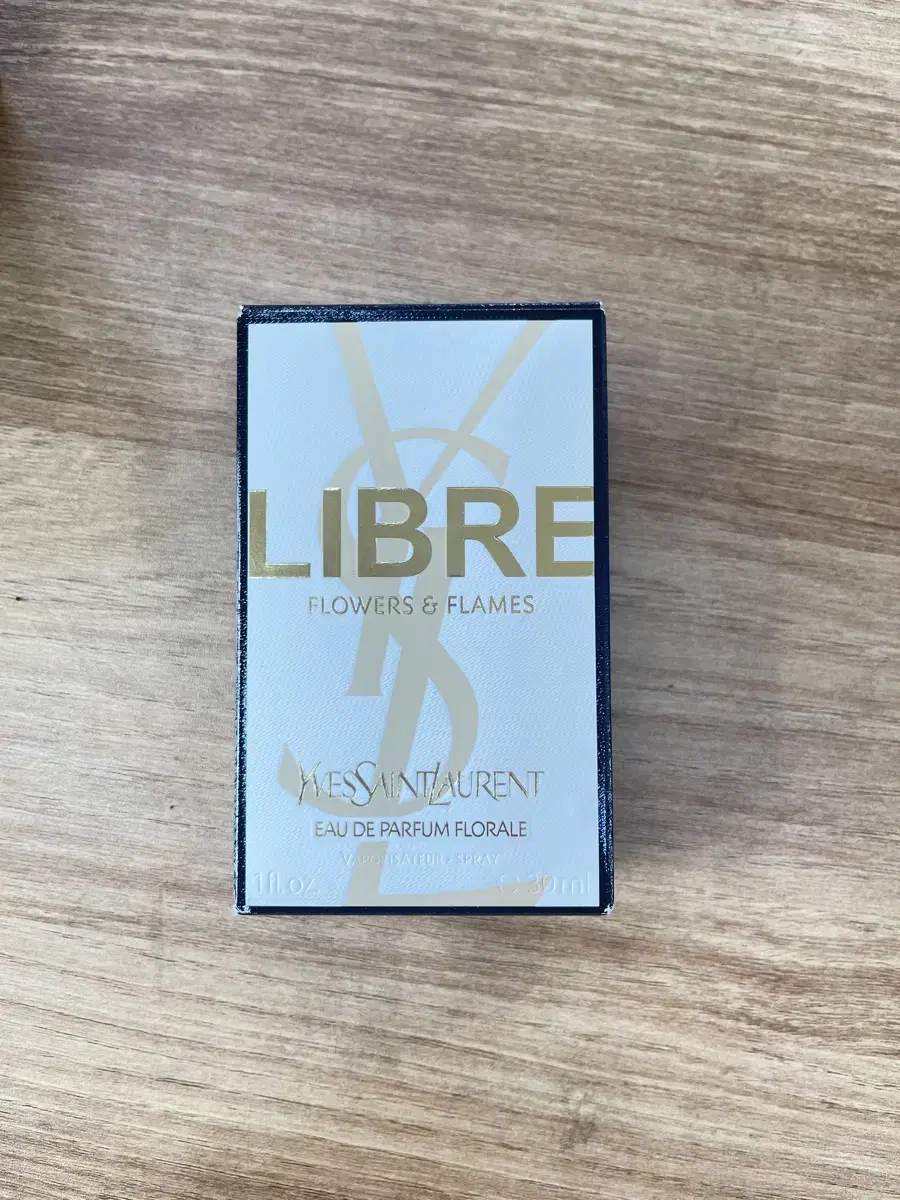 LIBRE
FLOWERS & FLAMES
YVES SAINT LAURENT
EAU DE PARFUM FLORALE
VAPORISATEUR - SPRAY
1 fl.oz. ℮ 30 ml